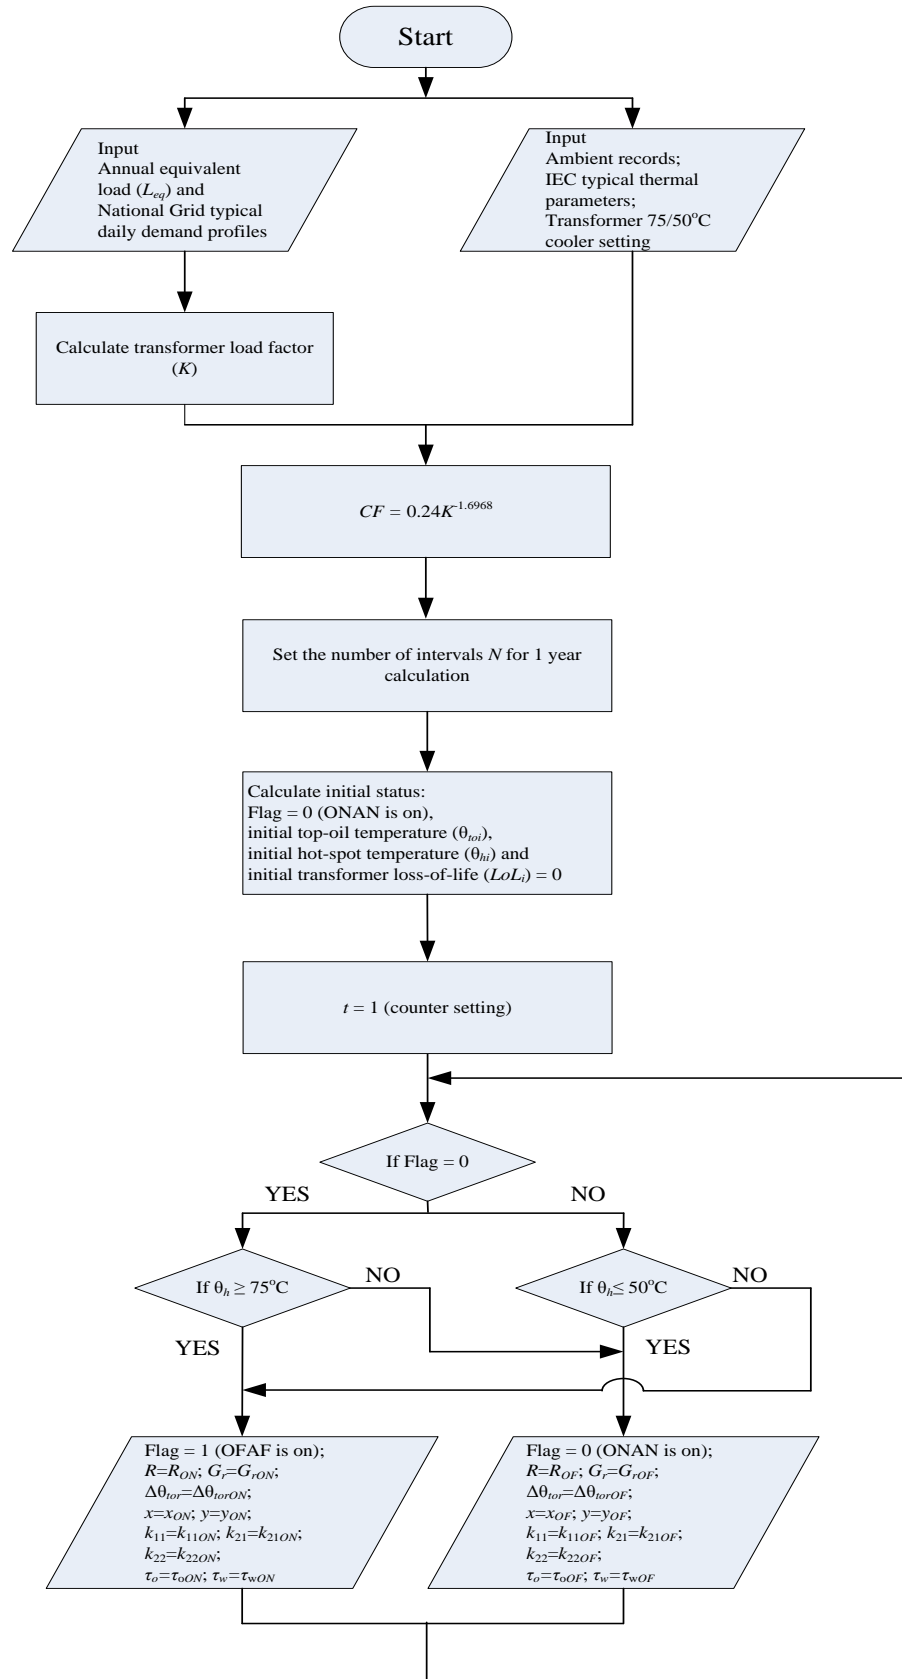 Start
Input
Annual equivalent
load (Leq) and
National Grid typical
daily demand profiles
Input
Ambient records;
IEC typical thermal
parameters;
Transformer 75/50°C
cooler setting
Calculate transformer load factor
(K)
CF = 0.24K^-1.6968
Set the number of intervals N for 1 year
calculation
Calculate initial status:
Flag = 0 (ONAN is on),
initial top-oil temperature (θtoi),
initial hot-spot temperature (θhi) and
initial transformer loss-of-life (LoLi) = 0
t = 1 (counter setting)
If Flag = 0
YES
NO
If θh ≥ 75°C
NO
YES
If θh ≤ 50°C
NO
YES
Flag = 1 (OFAF is on);
R=RON; Gr=GrON;
Δθtor=ΔθtorON;
x=xON; y=yON;
k11=k11ON; k21=k21ON;
k22=k22ON;
τo=τoON; τw=τwON
Flag = 0 (ONAN is on);
R=ROF; Gr=GrOF;
Δθtor=ΔθtorOF;
x=xOF; y=yOF;
k11=k11OF; k21=k21OF;
k22=k22OF;
τo=τoOF; τw=τwOF